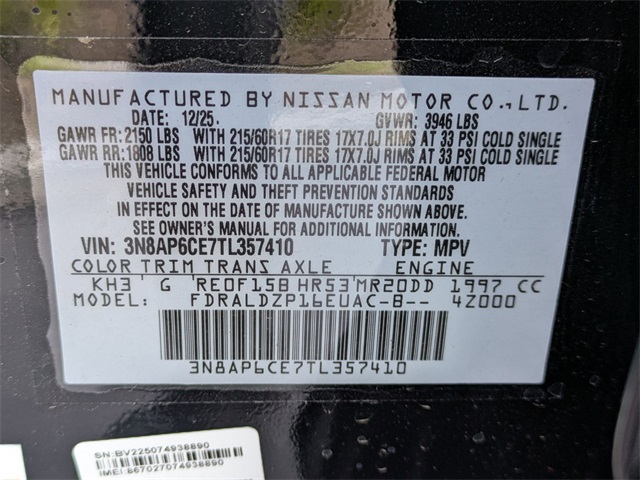 MANUFACTURED BY NISSAN MOTOR CO., LTD.
DATE: 12/25. GVWR: 3946 LBS
GAWR FR: 2150 LBS WITH 215/60R17 TIRES 17X7.0J RIMS AT 33 PSI COLD SINGLE
GAWR RR: 1808 LBS WITH 215/60R17 TIRES 17X7.0J RIMS AT 33 PSI COLD SINGLE
THIS VEHICLE CONFORMS TO ALL APPLICABLE FEDERAL MOTOR
VEHICLE SAFETY AND THEFT PREVENTION STANDARDS
IN EFFECT ON THE DATE OF MANUFACTURE SHOWN ABOVE.
SEE OWNER'S MANUAL FOR ADDITIONAL INFORMATION.
VIN: 3N8AP6CE7TL357410 TYPE: MPV
COLOR TRIM TRANS AXLE ENGINE
KH3 G 'RE0F15B HR53'MR20DD 1997 CC
MODEL: FDRALDZP16EUAC-B-- 4Z000
3N8AP6CE7TL357410
SN:BV225074938890
IMEI:867027074938890